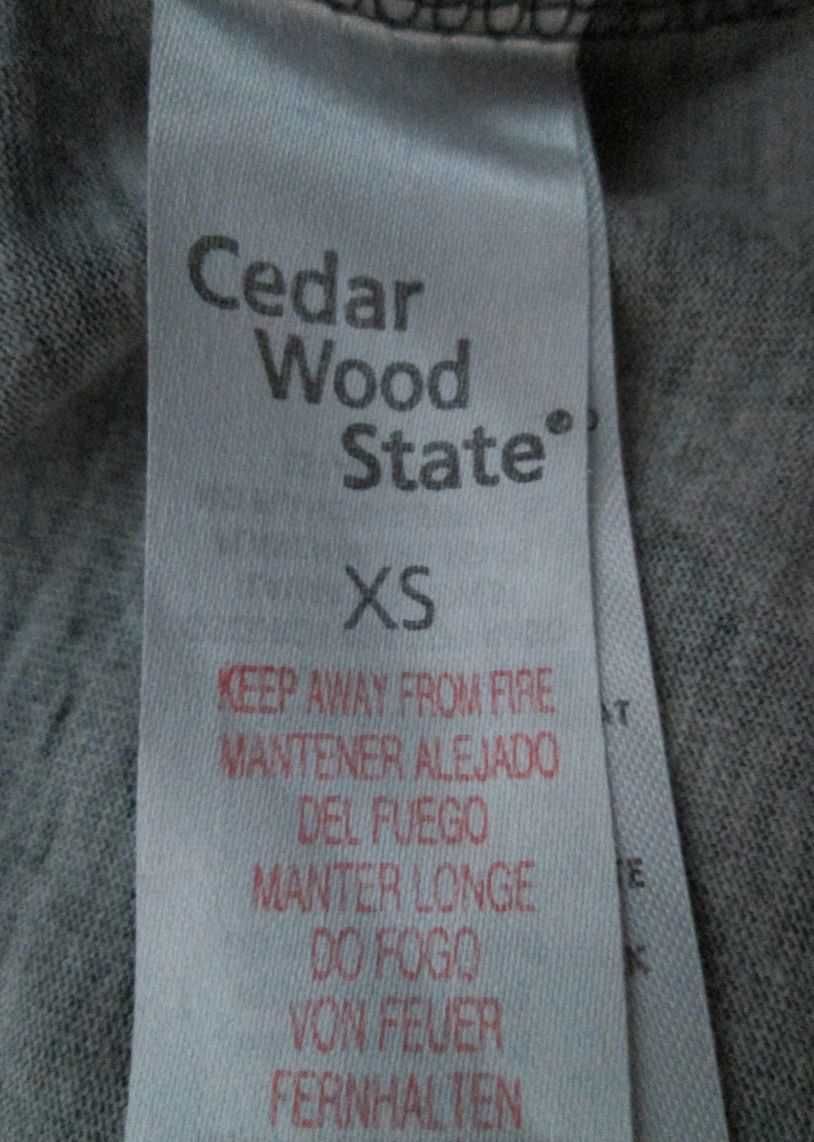 Cedar
Wood
State®
XS
KEEP AWAY FROM FIRE
MANTENER ALEJADO
DEL FUEGO
MANTER LONGE
DO FOGO
VON FEUER
FERNHALTEN